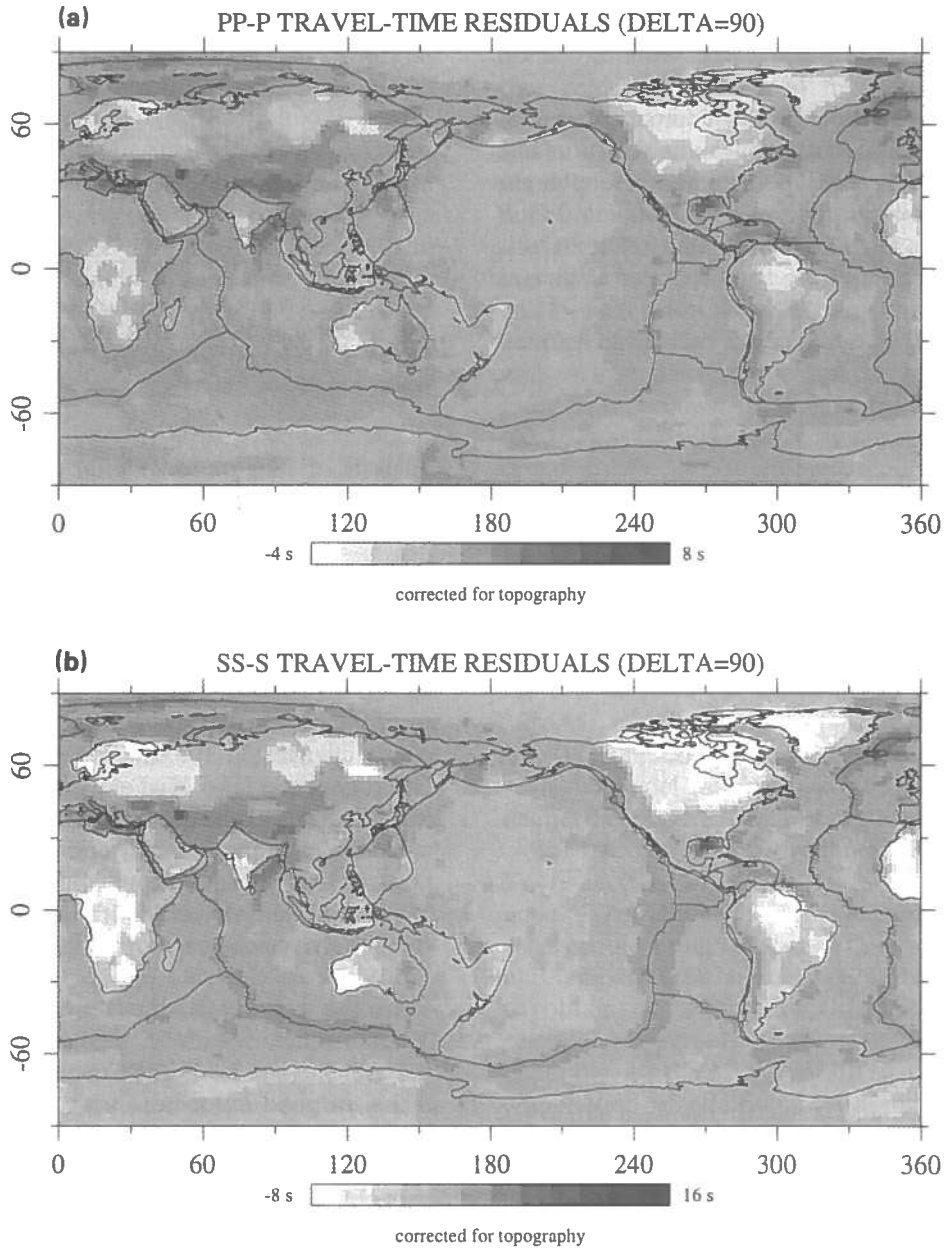 (a)
PP-P TRAVEL-TIME RESIDUALS (DELTA=90)
60
0
-60
0 60 120 180 240 300 360
-4 s 8 s
corrected for topography
(b)
SS-S TRAVEL-TIME RESIDUALS (DELTA=90)
60
0
-60
0 60 120 180 240 300 360
-8 s 16 s
corrected for topography